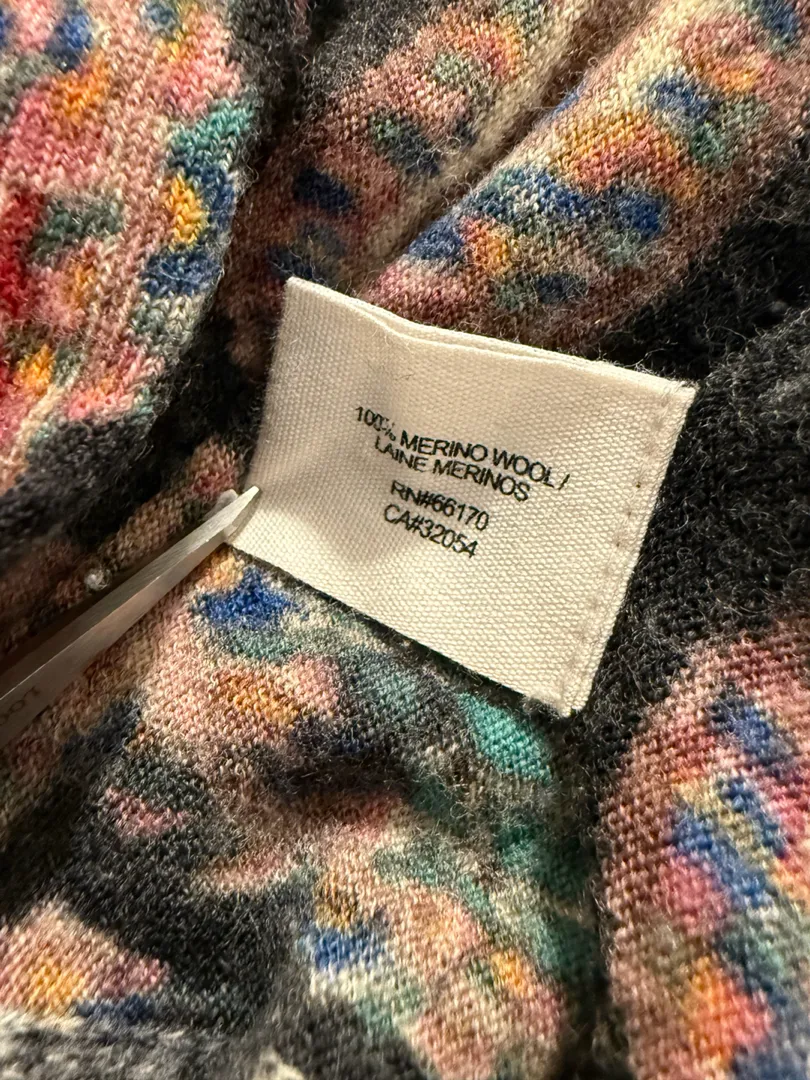 100% MERINO WOOL/
LAINE MERINOS
RN#66170
CA#32054